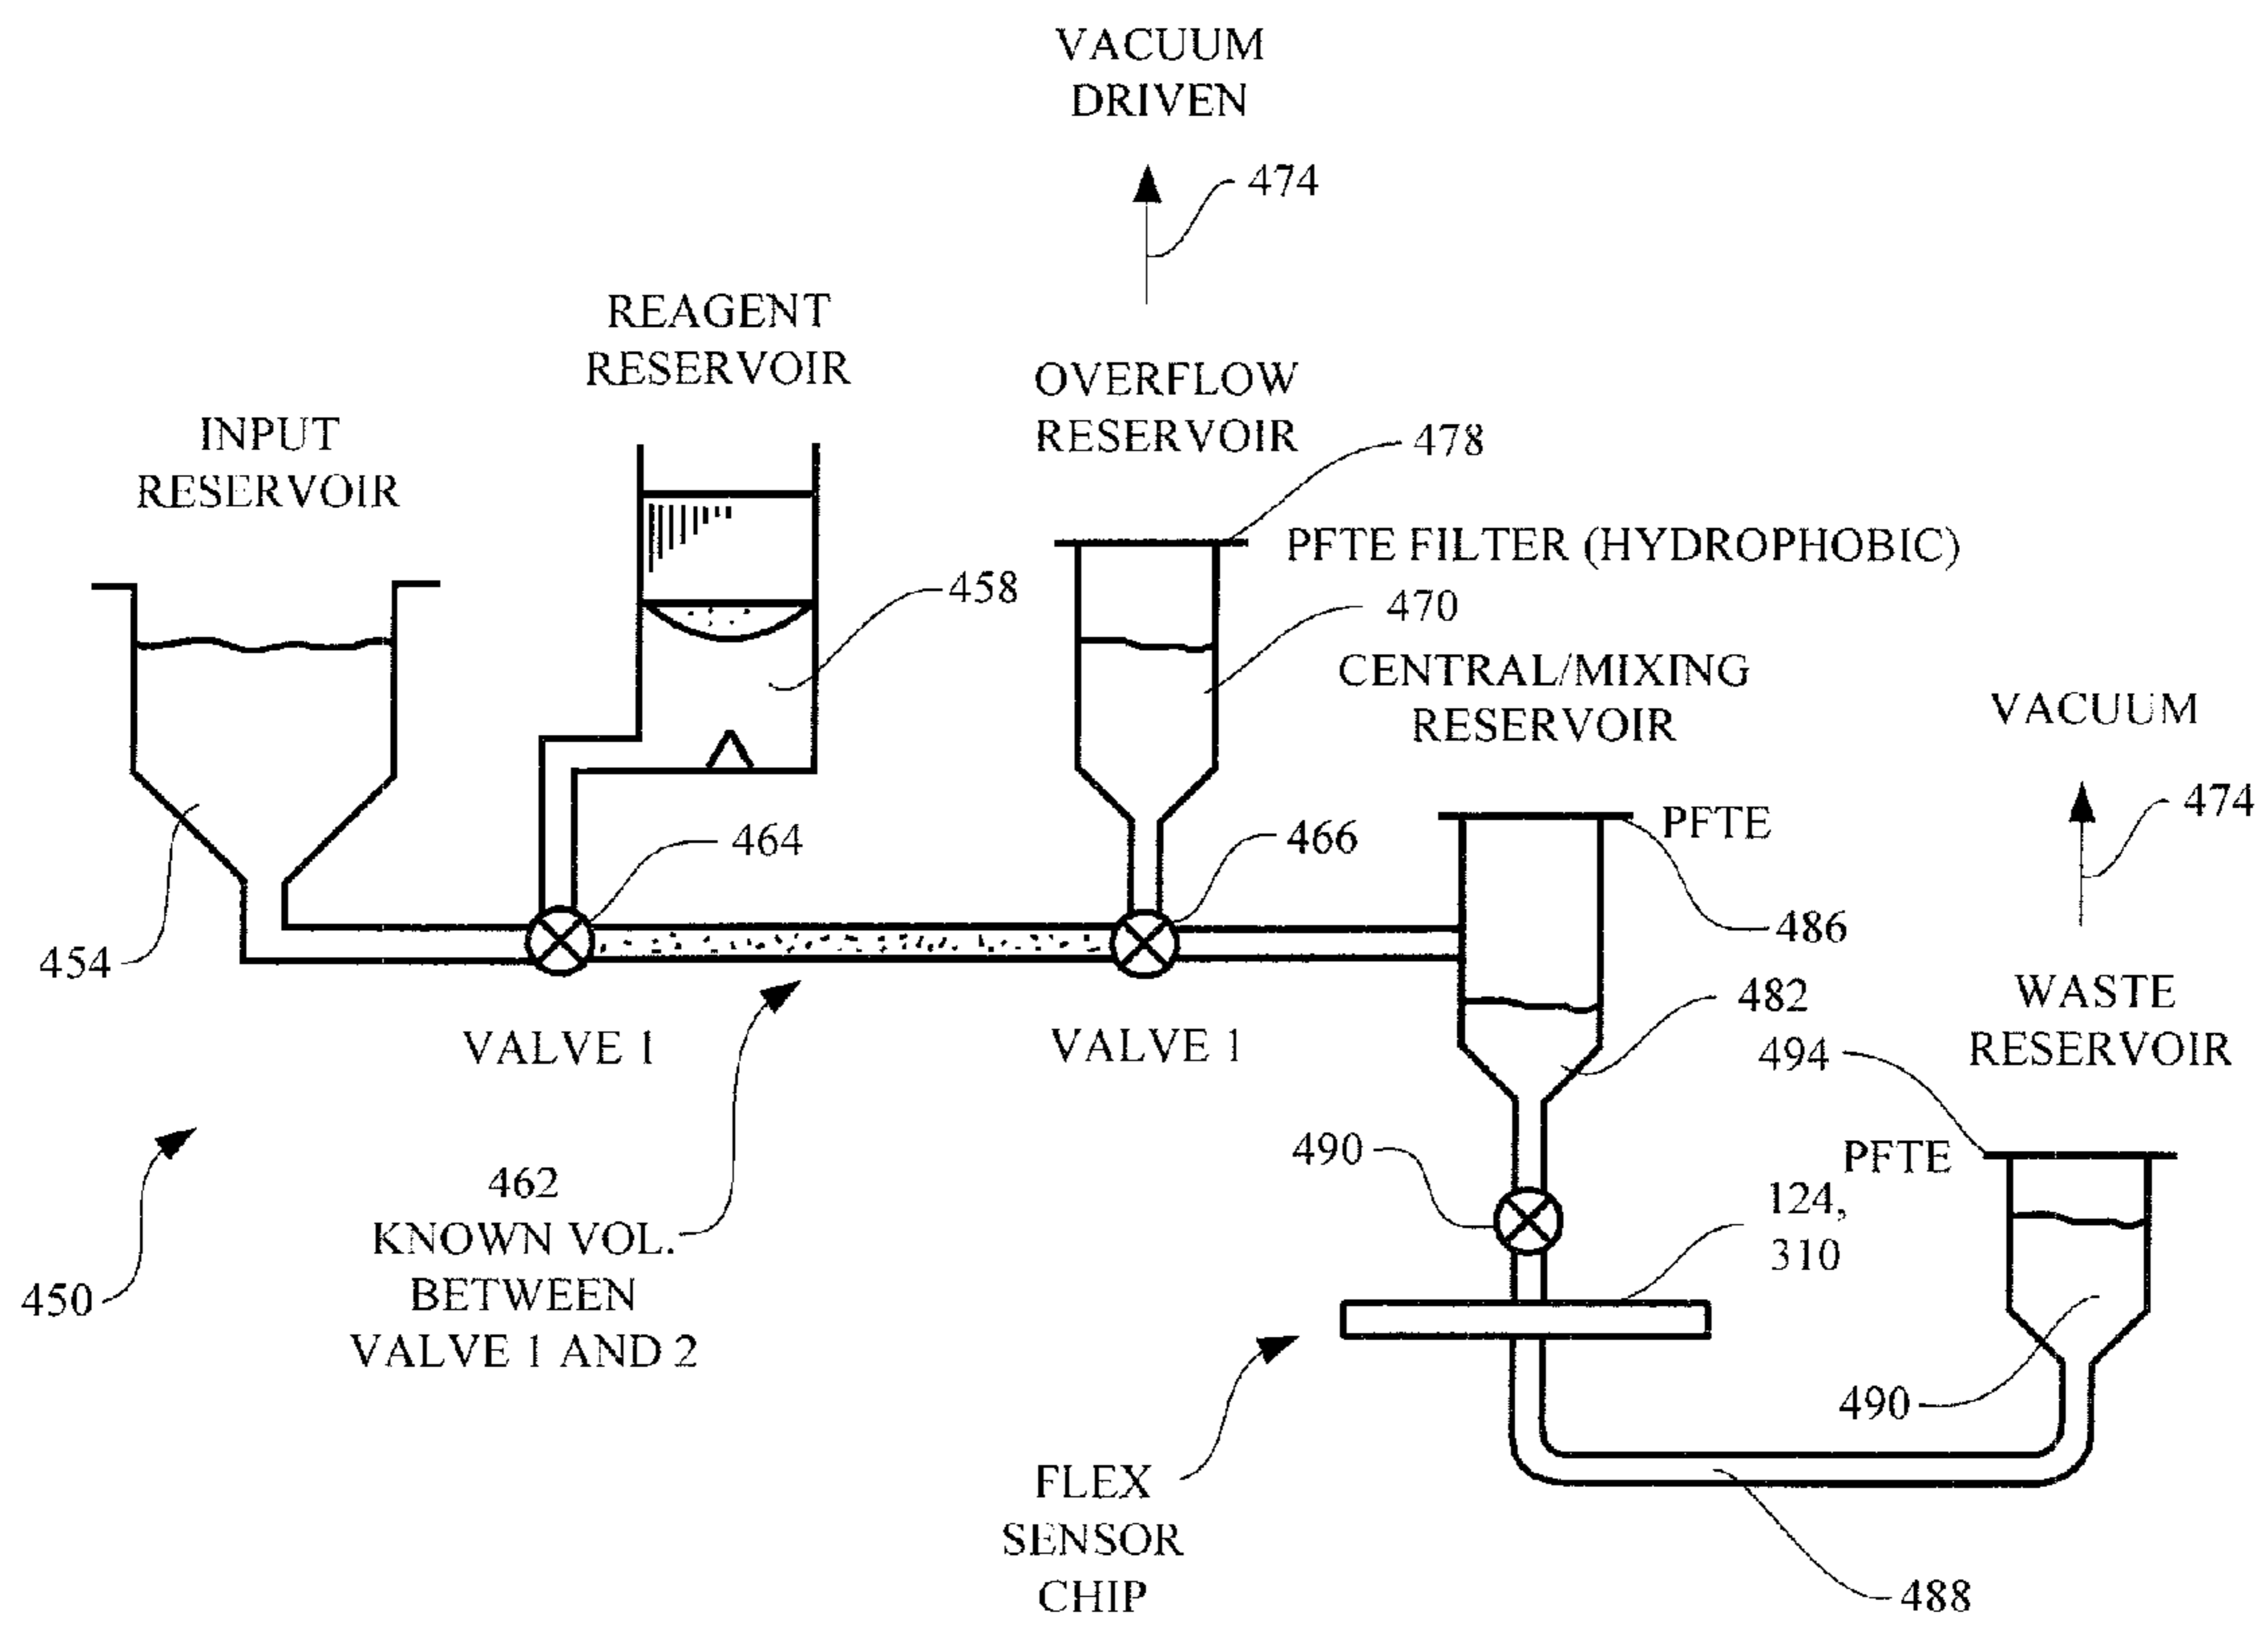 VACUUM
DRIVEN
474
REAGENT
RESERVOIR
OVERFLOW
RESERVOIR
478
INPUT
RESERVOIR
PFTE FILTER (HYDROPHOBIC)
458
470
CENTRAL/MIXING
RESERVOIR
VACUUM
474
464
466
PFTE
486
454
482
WASTE
RESERVOIR
VALVE 1
VALVE 1
494
490
PFTE
462
KNOWN VOL.
BETWEEN
VALVE 1 AND 2
124,
310
450
490
FLEX
SENSOR
CHIP
488